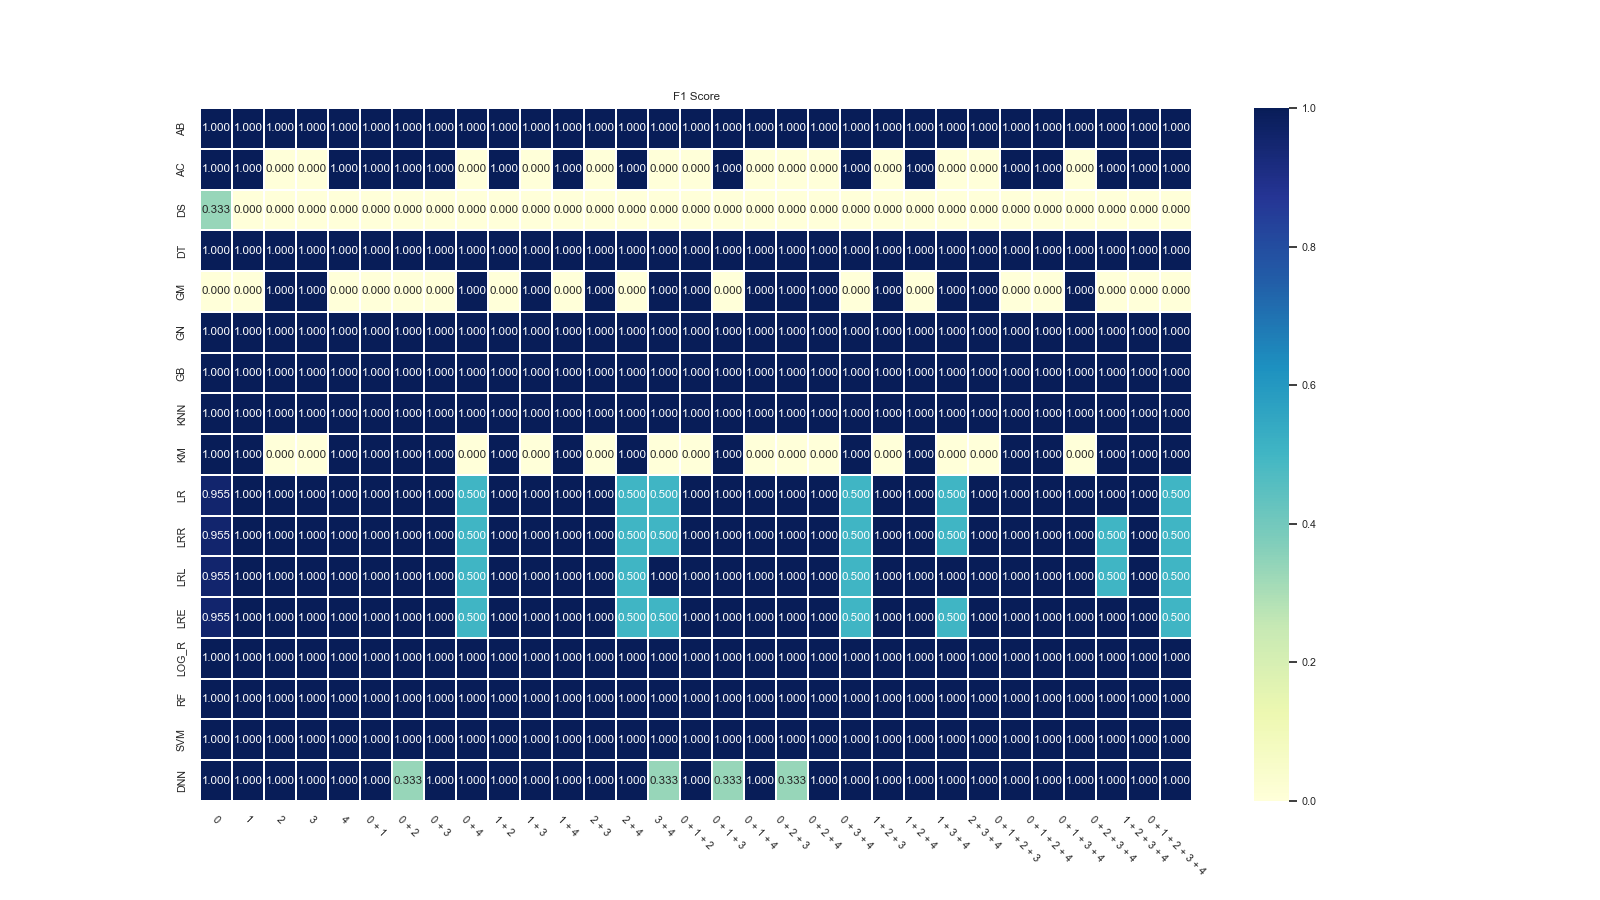 F1 Score
AB 1.000 1.000 1.000 1.000 1.000 1.000 1.000 1.000 1.000 1.000 1.000 1.000 1.000 1.000 1.000 1.000 1.000 1.000 1.000 1.000 1.000 1.000 1.000 1.000 1.000 1.000 1.000 1.000 1.000 1.000 1.000
AC 1.000 1.000 0.000 0.000 1.000 1.000 1.000 1.000 0.000 1.000 0.000 1.000 0.000 1.000 0.000 0.000 1.000 0.000 0.000 0.000 1.000 0.000 1.000 0.000 0.000 1.000 1.000 0.000 1.000 1.000 1.000
DS 0.333 0.000 0.000 0.000 0.000 0.000 0.000 0.000 0.000 0.000 0.000 0.000 0.000 0.000 0.000 0.000 0.000 0.000 0.000 0.000 0.000 0.000 0.000 0.000 0.000 0.000 0.000 0.000 0.000 0.000 0.000
DT 1.000 1.000 1.000 1.000 1.000 1.000 1.000 1.000 1.000 1.000 1.000 1.000 1.000 1.000 1.000 1.000 1.000 1.000 1.000 1.000 1.000 1.000 1.000 1.000 1.000 1.000 1.000 1.000 1.000 1.000 1.000
GM 0.000 0.000 1.000 1.000 0.000 0.000 0.000 0.000 1.000 0.000 1.000 0.000 1.000 0.000 1.000 1.000 0.000 1.000 1.000 1.000 0.000 1.000 0.000 1.000 1.000 0.000 0.000 1.000 0.000 0.000 0.000
GN 1.000 1.000 1.000 1.000 1.000 1.000 1.000 1.000 1.000 1.000 1.000 1.000 1.000 1.000 1.000 1.000 1.000 1.000 1.000 1.000 1.000 1.000 1.000 1.000 1.000 1.000 1.000 1.000 1.000 1.000 1.000
GB 1.000 1.000 1.000 1.000 1.000 1.000 1.000 1.000 1.000 1.000 1.000 1.000 1.000 1.000 1.000 1.000 1.000 1.000 1.000 1.000 1.000 1.000 1.000 1.000 1.000 1.000 1.000 1.000 1.000 1.000 1.000
KNN 1.000 1.000 1.000 1.000 1.000 1.000 1.000 1.000 1.000 1.000 1.000 1.000 1.000 1.000 1.000 1.000 1.000 1.000 1.000 1.000 1.000 1.000 1.000 1.000 1.000 1.000 1.000 1.000 1.000 1.000 1.000
KM 1.000 1.000 0.000 0.000 1.000 1.000 1.000 1.000 0.000 1.000 0.000 1.000 0.000 1.000 0.000 0.000 1.000 0.000 0.000 0.000 1.000 0.000 1.000 0.000 0.000 1.000 1.000 0.000 1.000 1.000 1.000
LR 0.955 1.000 1.000 1.000 1.000 1.000 1.000 1.000 0.500 1.000 1.000 1.000 1.000 0.500 0.500 1.000 1.000 1.000 1.000 1.000 0.500 1.000 1.000 0.500 1.000 1.000 1.000 1.000 1.000 1.000 0.500
LRR 0.955 1.000 1.000 1.000 1.000 1.000 1.000 1.000 0.500 1.000 1.000 1.000 1.000 0.500 0.500 1.000 1.000 1.000 1.000 1.000 0.500 1.000 1.000 0.500 1.000 1.000 1.000 1.000 0.500 1.000 0.500
LRL 0.955 1.000 1.000 1.000 1.000 1.000 1.000 1.000 0.500 1.000 1.000 1.000 1.000 0.500 1.000 1.000 1.000 1.000 1.000 1.000 0.500 1.000 1.000 1.000 1.000 1.000 1.000 1.000 0.500 1.000 0.500
LRE 0.955 1.000 1.000 1.000 1.000 1.000 1.000 1.000 0.500 1.000 1.000 1.000 1.000 0.500 0.500 1.000 1.000 1.000 1.000 1.000 0.500 1.000 1.000 0.500 1.000 1.000 1.000 1.000 1.000 1.000 0.500
LOG_R 1.000 1.000 1.000 1.000 1.000 1.000 1.000 1.000 1.000 1.000 1.000 1.000 1.000 1.000 1.000 1.000 1.000 1.000 1.000 1.000 1.000 1.000 1.000 1.000 1.000 1.000 1.000 1.000 1.000 1.000 1.000
RF 1.000 1.000 1.000 1.000 1.000 1.000 1.000 1.000 1.000 1.000 1.000 1.000 1.000 1.000 1.000 1.000 1.000 1.000 1.000 1.000 1.000 1.000 1.000 1.000 1.000 1.000 1.000 1.000 1.000 1.000 1.000
SVM 1.000 1.000 1.000 1.000 1.000 1.000 1.000 1.000 1.000 1.000 1.000 1.000 1.000 1.000 1.000 1.000 1.000 1.000 1.000 1.000 1.000 1.000 1.000 1.000 1.000 1.000 1.000 1.000 1.000 1.000 1.000
DNN 1.000 1.000 1.000 1.000 1.000 1.000 0.333 1.000 1.000 1.000 1.000 1.000 1.000 1.000 0.333 1.000 0.333 1.000 0.333 1.000 1.000 1.000 1.000 1.000 1.000 1.000 1.000 1.000 1.000 1.000 1.000
0
1
2
3
4
0 + 1
0 + 2
0 + 3
0 + 4
1 + 2
1 + 3
1 + 4
2 + 3
2 + 4
3 + 4
0 + 1 + 2
0 + 1 + 3
0 + 1 + 4
0 + 2 + 3
0 + 2 + 4
0 + 3 + 4
1 + 2 + 3
1 + 2 + 4
1 + 3 + 4
2 + 3 + 4
0 + 1 + 2 + 3
0 + 1 + 2 + 4
0 + 1 + 3 + 4
0 + 2 + 3 + 4
1 + 2 + 3 + 4
0 + 1 + 2 + 3 + 4
1.0
0.8
0.6
0.4
0.2
0.0